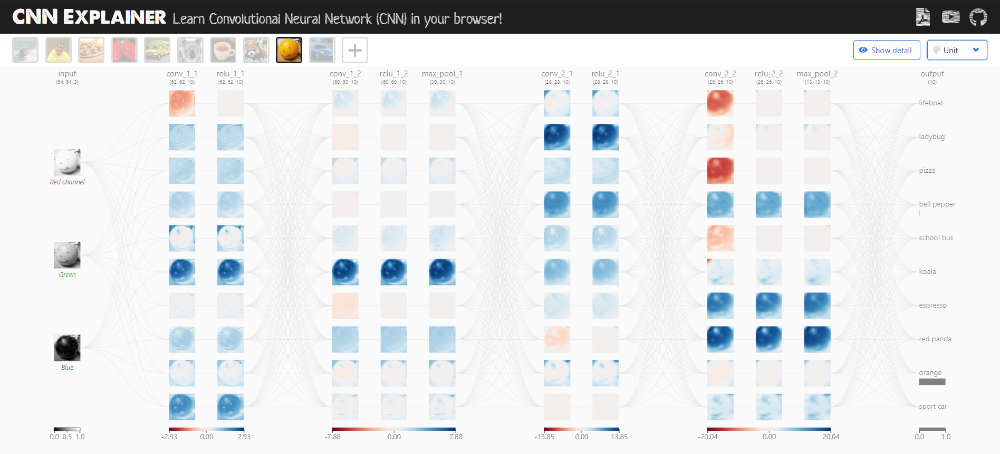 CNN EXPLAINER Learn Convolutional Neural Network (CNN) in your browser!
Show detail
Unit
input conv_1_1 relu_1_1 conv_1_2 relu_1_2 max_pool_1 conv_2_1 relu_2_1 conv_2_2 relu_2_2 max_pool_2 output
(64, 64, 3) (62, 62, 10) (62, 62, 10) (60, 60, 10) (60, 60, 10) (30, 30, 10) (28, 28, 10) (28, 28, 10) (26, 26, 10) (26, 26, 10) (13, 13, 10) (10)
Red channel
Green
Blue
lifeboat
ladybug
pizza
bell pepper
school bus
koala
espresso
red panda
orange
sport car
0.0 0.5 1.0 -2.93 0.00 2.93 -7.88 0.00 7.88 -13.85 0.00 13.85 -20.04 0.00 20.04 0.0 1.0